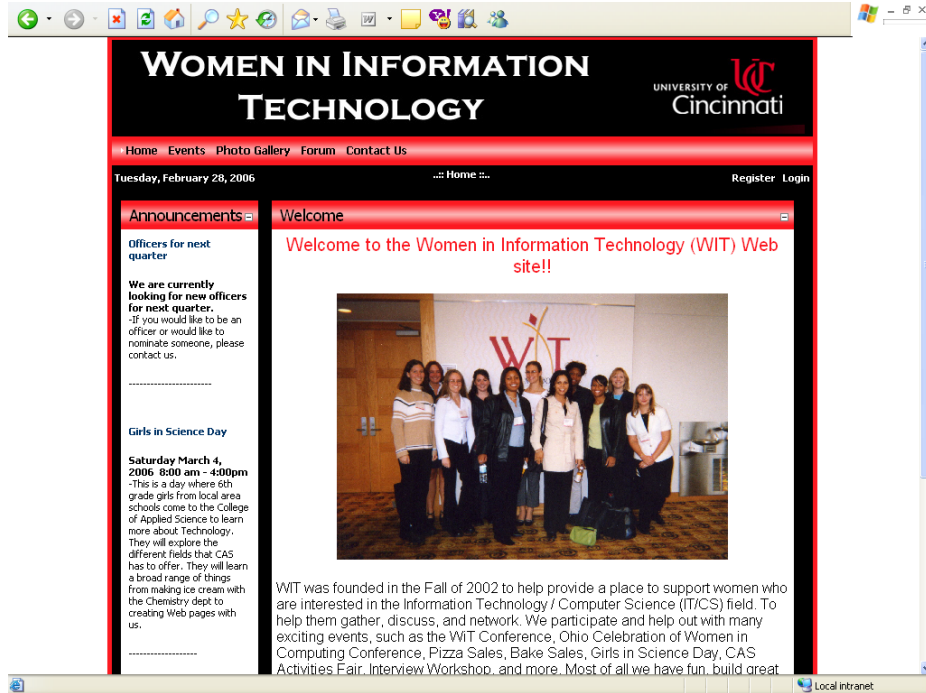 WOMEN IN INFORMATION
TECHNOLOGY
UNIVERSITY OF
Cincinnati
Home Events Photo Gallery Forum Contact Us
Tuesday, February 28, 2006
..:: Home ::..
Register Login
Announcements
Officers for next
quarter
We are currently
looking for new officers
for next quarter.
-If you would like to be an
officer or would like to
nominate someone, please
contact us.
-----------------------
Girls in Science Day
Saturday March 4,
2006 8:00 am - 4:00pm
-This is a day where 6th
grade girls from local area
schools come to the College
of Applied Science to learn
more about Technology.
They will explore the
different fields that CAS
has to offer. They will learn
a broad range of things
from making ice cream with
the Chemistry dept to
creating Web pages with
us.
-------------------
Welcome
Welcome to the Women in Information Technology (WIT) Web
site!!
WIT
WIT was founded in the Fall of 2002 to help provide a place to support women who
are interested in the Information Technology / Computer Science (IT/CS) field. To
help them gather, discuss, and network. We participate and help out with many
exciting events, such as the WiT Conference, Ohio Celebration of Women in
Computing Conference, Pizza Sales, Bake Sales, Girls in Science Day, CAS
Activities Fair, Interview Workshop, and more. Most of all we have fun, build great
Local intranet